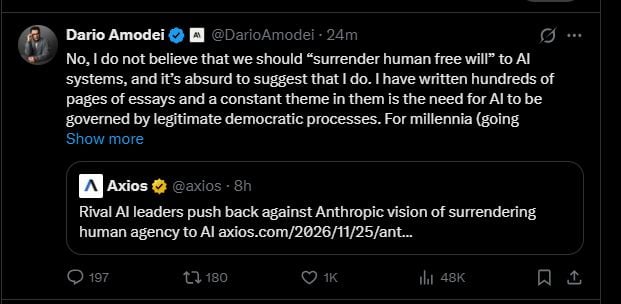 Dario Amodei @DarioAmodei · 24m
No, I do not believe that we should “surrender human free will” to AI
systems, and it’s absurd to suggest that I do. I have written hundreds of
pages of essays and a constant theme in them is the need for AI to be
governed by legitimate democratic processes. For millennia (going
Show more
Axios @axios · 8h
Rival AI leaders push back against Anthropic vision of surrendering
human agency to AI axios.com/2026/11/25/ant...
197 180 1K 48K